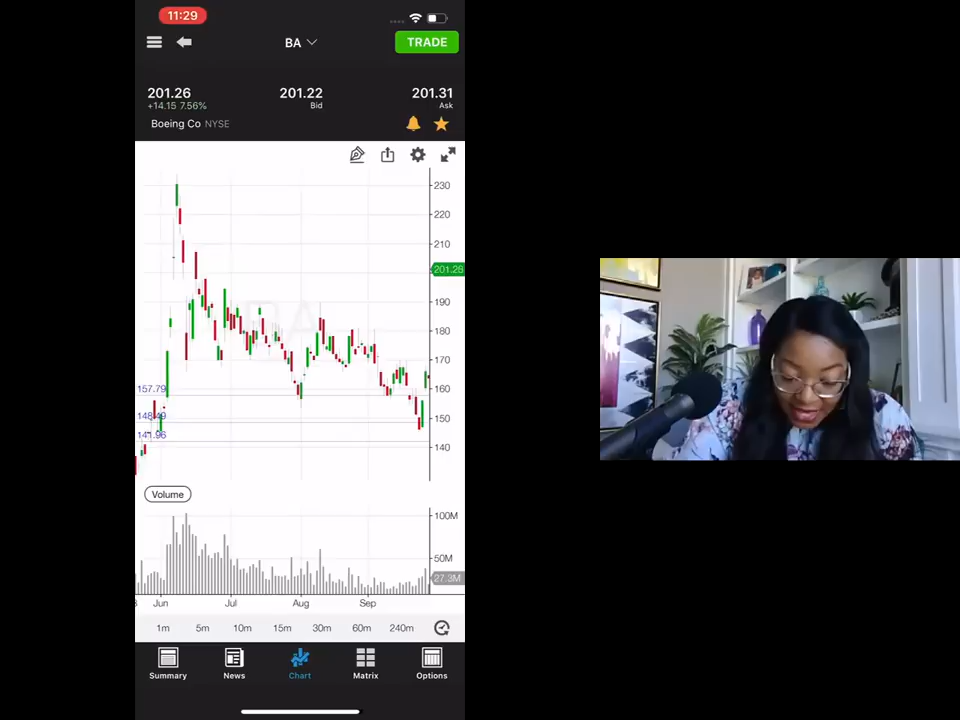 11:29
BA
TRADE
201.26 201.22 201.31
+14.15 7.56% Bid Ask
Boeing Co NYSE
230
220
210
201.26
190
180
170
160
150
140
157.79
148.49
141.96
BA
Volume
100M
50M
27.3M
Jun Jul Aug Sep
1m 5m 10m 15m 30m 60m 240m
Summary News Chart Matrix Options